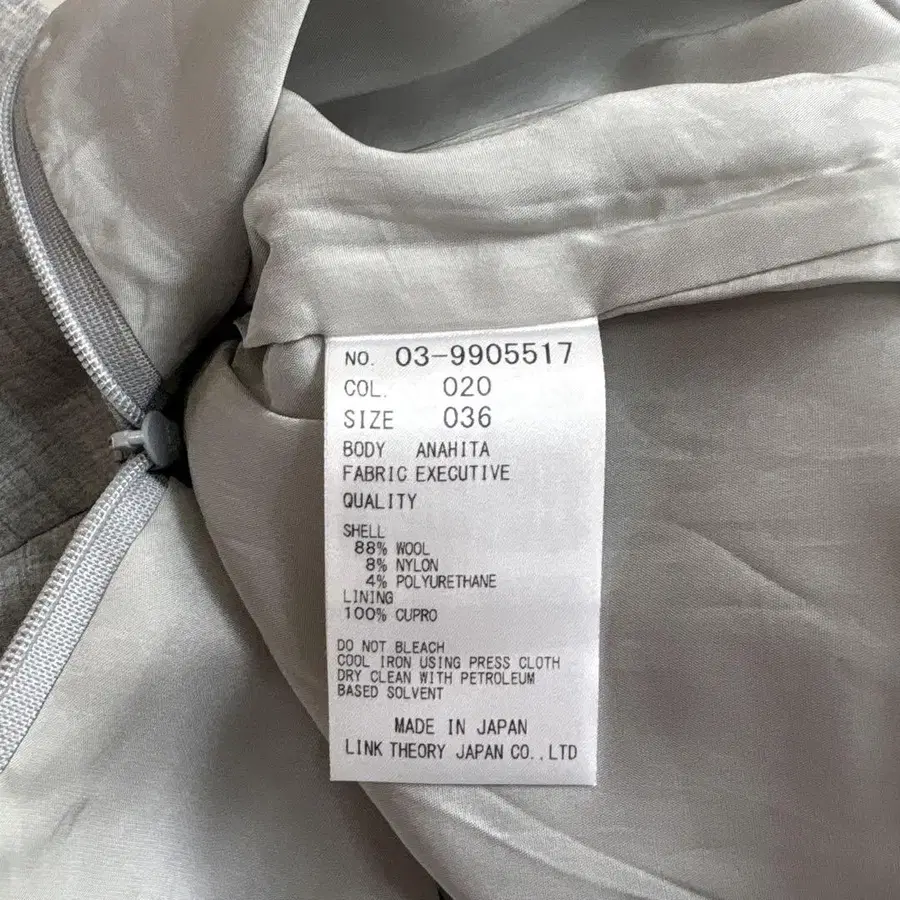 NO. 03-9905517
COL. 020
SIZE 036
BODY ANAHITA
FABRIC EXECUTIVE
QUALITY
SHELL
88% WOOL
8% NYLON
4% POLYURETHANE
LINING
100% CUPRO
DO NOT BLEACH
COOL IRON USING PRESS CLOTH
DRY CLEAN WITH PETROLEUM
BASED SOLVENT
MADE IN JAPAN
LINK THEORY JAPAN CO.,LTD